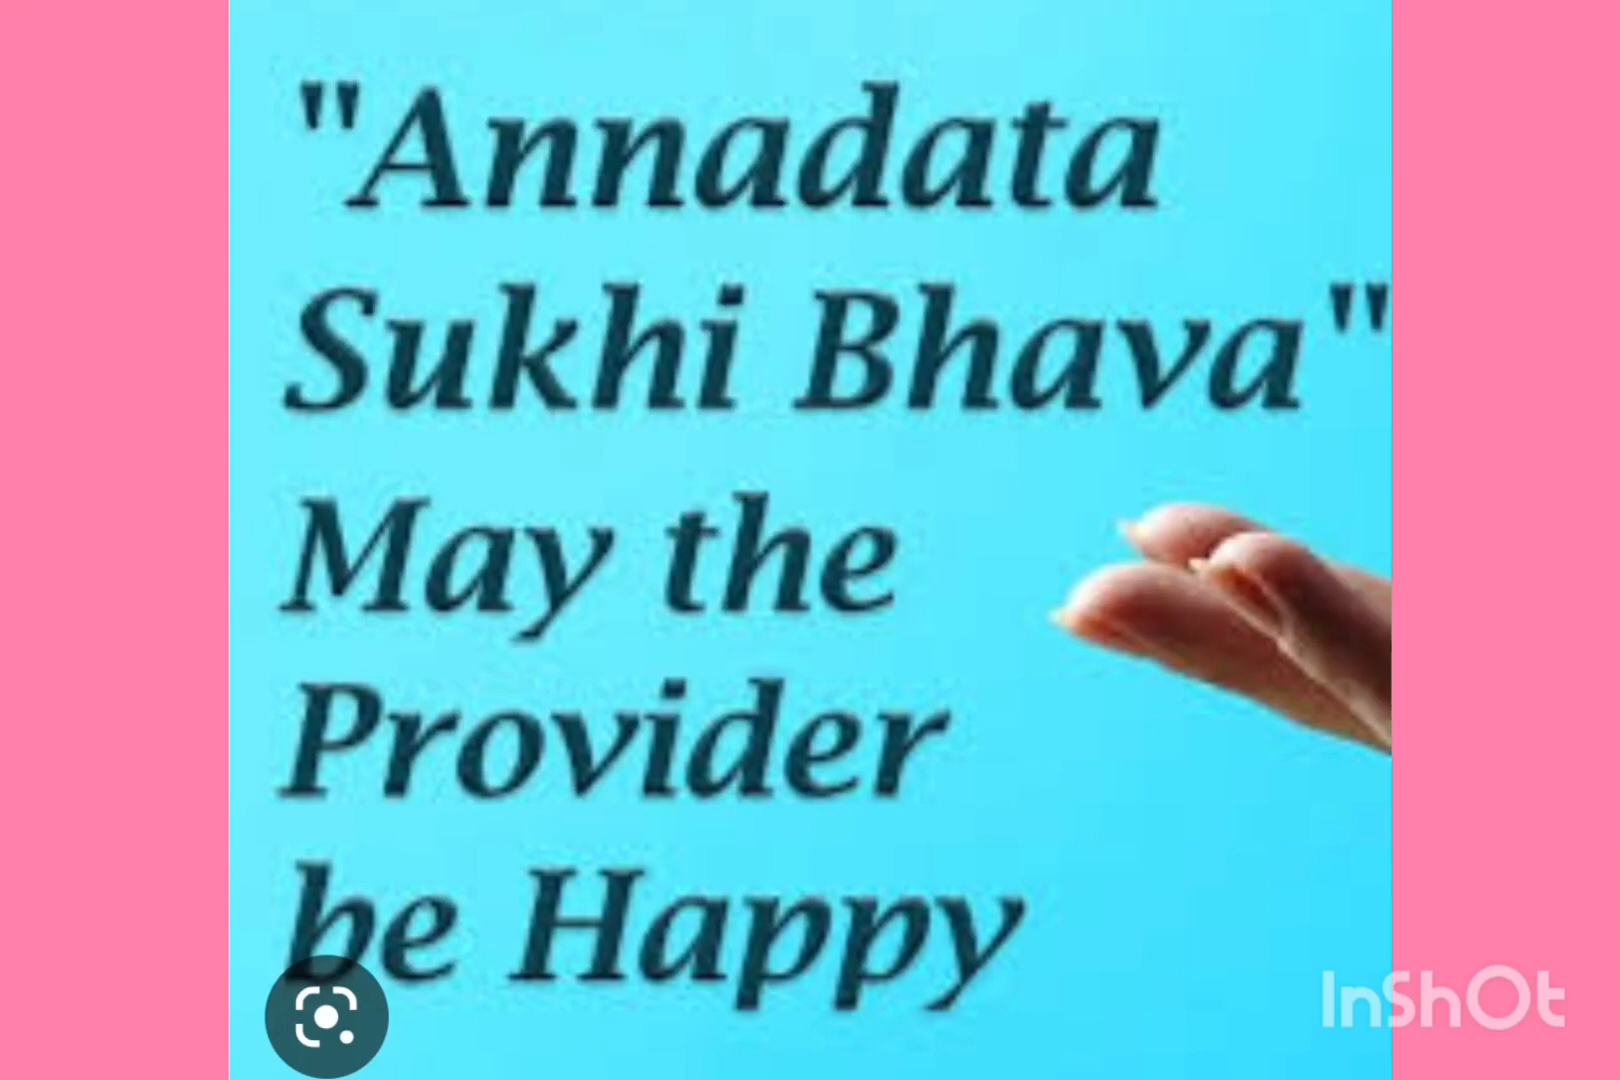 "Annadata
Sukhi Bhava"
May the
Provider
be Happy
InShOt